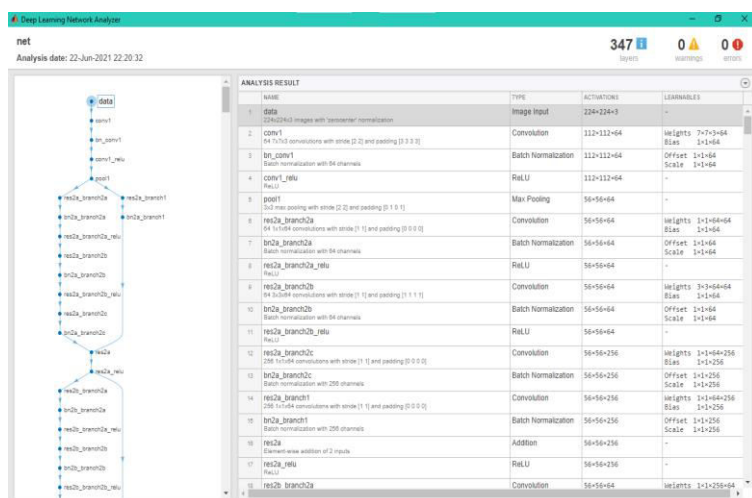 Deep Learning Network Analyzer
net
Analysis date: 22-Jun-2021 22:20:32
347
layers
0
warnings
0
errors
data
conv1
bn_conv1
conv1_relu
pool1
res2a_branch2a
res2a_branch1
bn2a_branch2a
bn2a_branch1
res2a_branch2a_relu
res2a_branch2b
bn2a_branch2b
res2a_branch2b_relu
res2a_branch2c
bn2a_branch2c
res2a
res2a_relu
res2b_branch2a
bn2b_branch2a
res2b_branch2a_relu
res2b_branch2b
bn2b_branch2b
res2b_branch2b_relu
ANALYSIS RESULT
NAME TYPE ACTIVATIONS LEARNABLES
1 data Image Input 224×224×3 -
224x224x3 images with 'zerocenter' normalization
2 conv1 Convolution 112×112×64 Weights 7×7×3×64
64 7x7x3 convolutions with stride [2 2] and padding [3 3 3 3] Bias 1×1×64
3 bn_conv1 Batch Normalization 112×112×64 Offset 1×1×64
Batch normalization with 64 channels Scale 1×1×64
4 conv1_relu ReLU 112×112×64 -
ReLU
5 pool1 Max Pooling 56×56×64 -
3x3 max pooling with stride [2 2] and padding [0 1 0 1]
6 res2a_branch2a Convolution 56×56×64 Weights 1×1×64×64
64 1x1x64 convolutions with stride [1 1] and padding [0 0 0 0] Bias 1×1×64
7 bn2a_branch2a Batch Normalization 56×56×64 Offset 1×1×64
Batch normalization with 64 channels Scale 1×1×64
8 res2a_branch2a_relu ReLU 56×56×64 -
ReLU
9 res2a_branch2b Convolution 56×56×64 Weights 3×3×64×64
64 3x3x64 convolutions with stride [1 1] and padding [1 1 1 1] Bias 1×1×64
10 bn2a_branch2b Batch Normalization 56×56×64 Offset 1×1×64
Batch normalization with 64 channels Scale 1×1×64
11 res2a_branch2b_relu ReLU 56×56×64 -
ReLU
12 res2a_branch2c Convolution 56×56×256 Weights 1×1×64×256
256 1x1x64 convolutions with stride [1 1] and padding [0 0 0 0] Bias 1×1×256
13 bn2a_branch2c Batch Normalization 56×56×256 Offset 1×1×256
Batch normalization with 256 channels Scale 1×1×256
14 res2a_branch1 Convolution 56×56×256 Weights 1×1×64×256
256 1x1x64 convolutions with stride [1 1] and padding [0 0 0 0] Bias 1×1×256
15 bn2a_branch1 Batch Normalization 56×56×256 Offset 1×1×256
Batch normalization with 256 channels Scale 1×1×256
16 res2a Addition 56×56×256 -
Element-wise addition of 2 inputs
17 res2a_relu ReLU 56×56×256 -
ReLU
18 res2b_branch2a Convolution 56×56×64 Weights 1×1×256×64